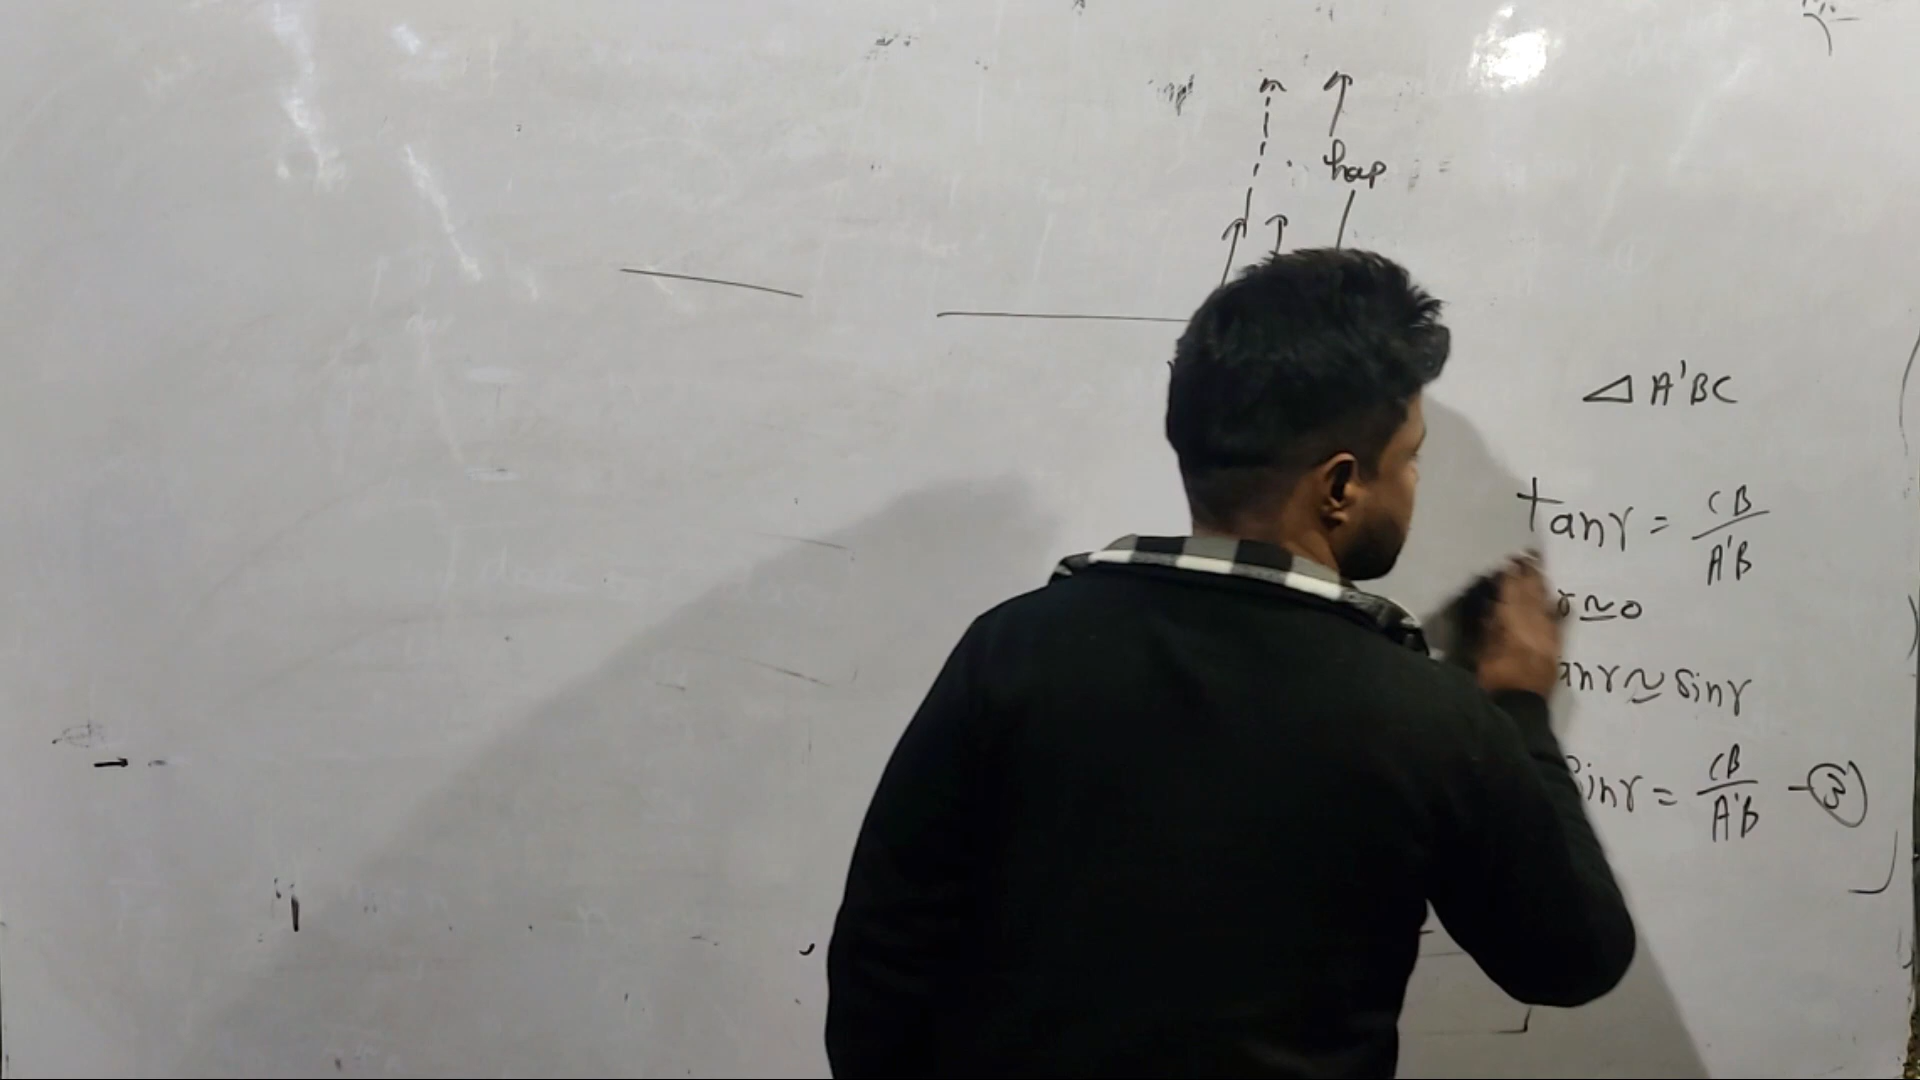 hap
△ A'BC
tanr = CB/A'B
r ≃ 0
anr ≃ sinr
sinr = CB/A'B - ③